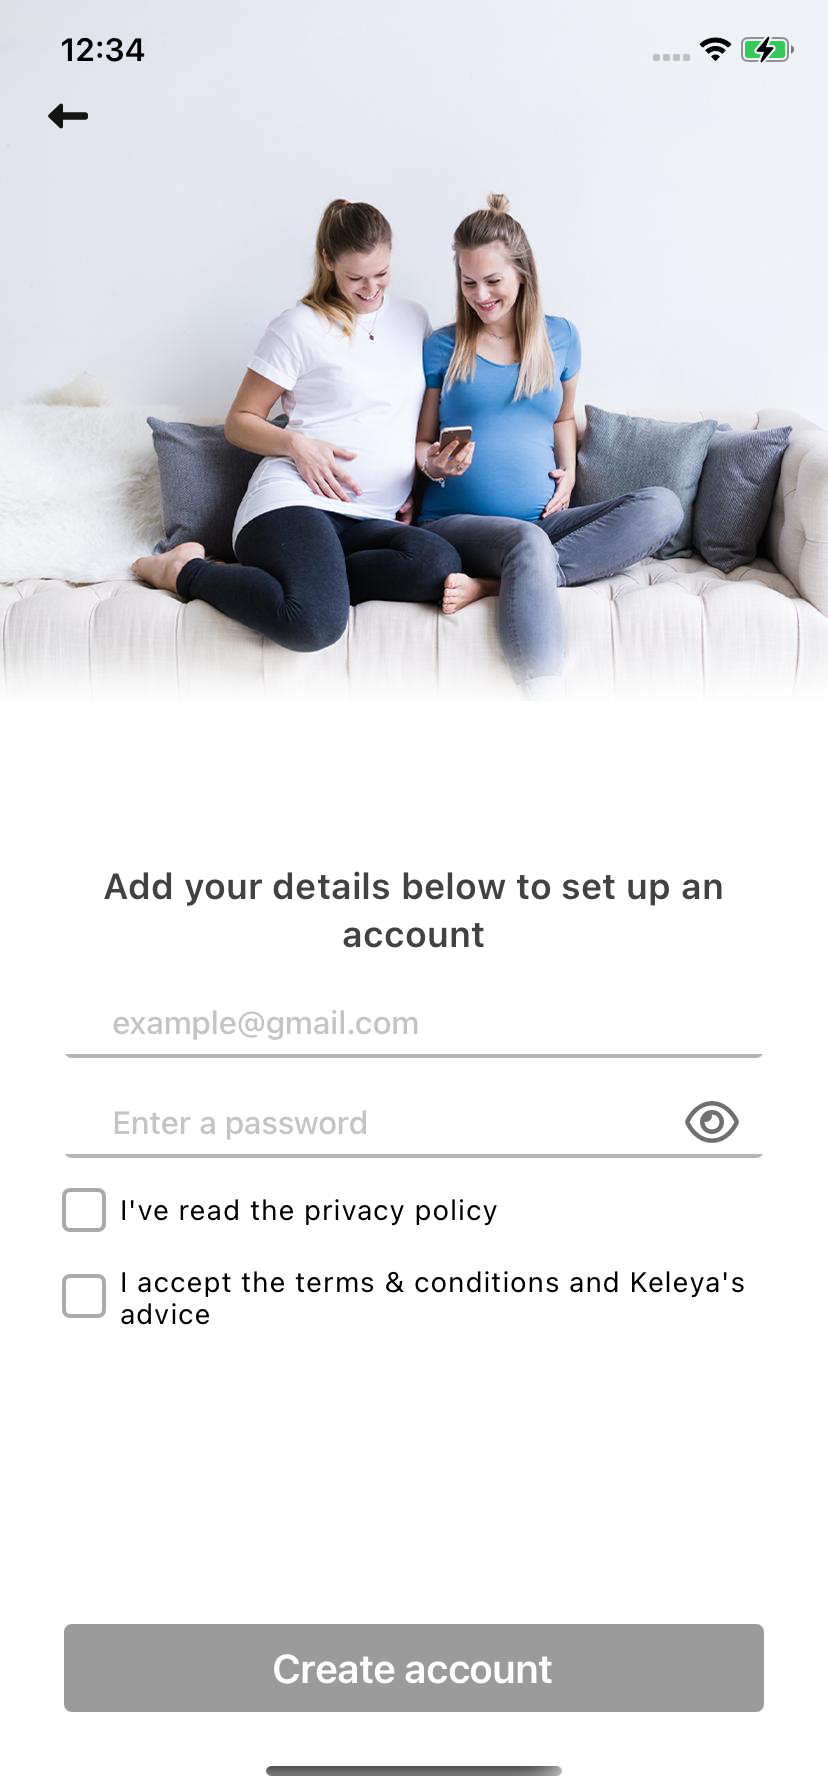 12:34
Add your details below to set up an
account
example@gmail.com
Enter a password
I've read the privacy policy
I accept the terms & conditions and Keleya's
advice
Create account